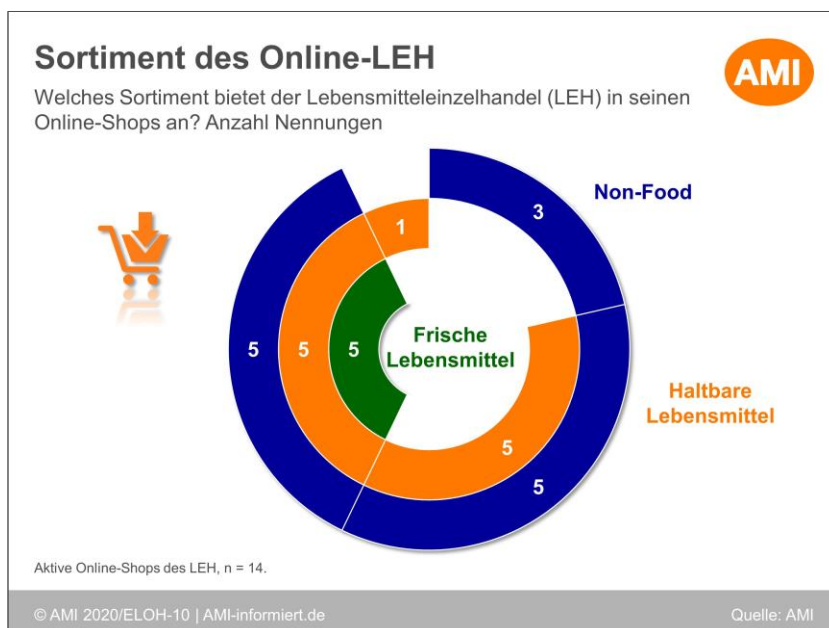 Sortiment des Online-LEH
AMI
Welches Sortiment bietet der Lebensmitteleinzelhandel (LEH) in seinen
Online-Shops an? Anzahl Nennungen
1
3
Non-Food
5
5
5
Frische
Lebensmittel
Haltbare
Lebensmittel
5
5
Aktive Online-Shops des LEH, n = 14.
© AMI 2020/ELOH-10 | AMI-informiert.de
Quelle: AMI